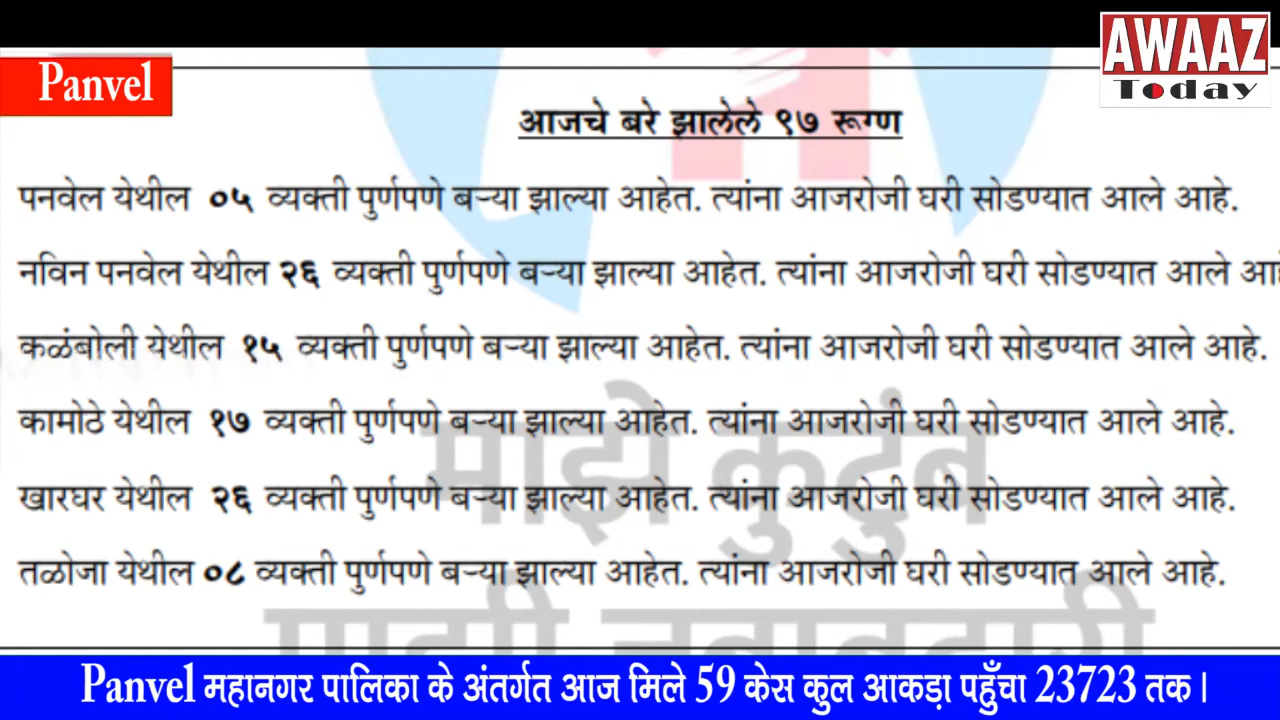 AWAAZ
Today
Panvel
आजचे बरे झालेले ९७ रूग्ण
पनवेल येथील ०५ व्यक्ती पुर्णपणे बऱ्या झाल्या आहेत. त्यांना आजरोजी घरी सोडण्यात आले आहे.
नविन पनवेल येथील २६ व्यक्ती पुर्णपणे बऱ्या झाल्या आहेत. त्यांना आजरोजी घरी सोडण्यात आले आहे
कळंबोली येथील १५ व्यक्ती पुर्णपणे बऱ्या झाल्या आहेत. त्यांना आजरोजी घरी सोडण्यात आले आहे.
कामोठे येथील १७ व्यक्ती पुर्णपणे बऱ्या झाल्या आहेत. त्यांना आजरोजी घरी सोडण्यात आले आहे.
माझे कुटुंब
खारघर येथील २६ व्यक्ती पुर्णपणे बऱ्या झाल्या आहेत. त्यांना आजरोजी घरी सोडण्यात आले आहे.
तळोजा येथील ०८ व्यक्ती पुर्णपणे बऱ्या झाल्या आहेत. त्यांना आजरोजी घरी सोडण्यात आले आहे.
Panvel महानगर पालिका के अंतर्गत आज मिले 59 केस कुल आकड़ा पहुँचा 23723 तक।